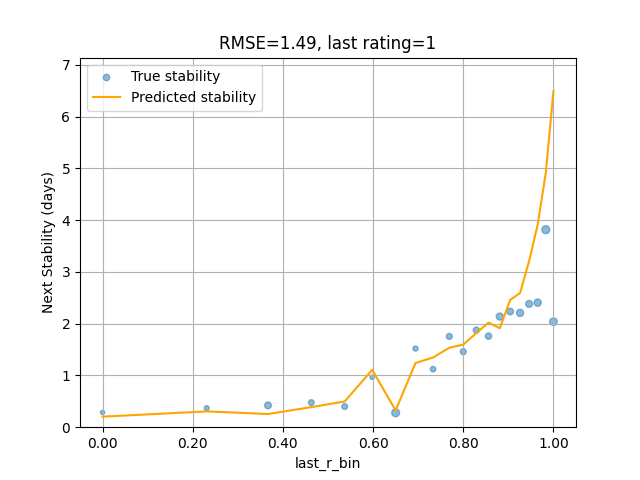 RMSE=1.49, last rating=1
True stability
Predicted stability
Next Stability (days)
7
6
5
4
3
2
1
0
0.00 0.20 0.40 0.60 0.80 1.00
last_r_bin